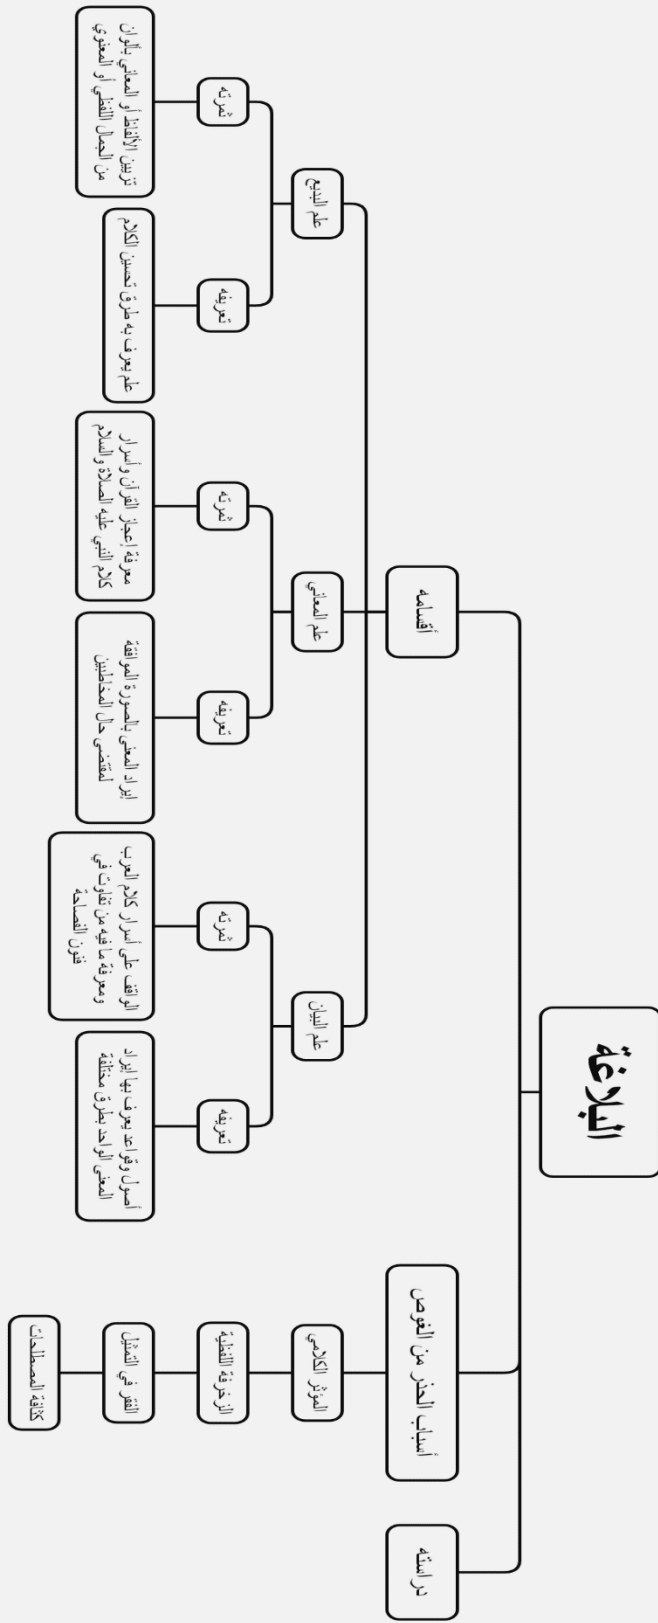 البلاغة
دراسته
أسباب الحذر من الغوص
أقسامه
المؤثر الكلامي
الزخرفة اللفظية
الفقر في التمثيل
كثافة المصطلحات
علم البيان
تعريفه
أصول وقواعد يعرف بها إيراد
المعنى الواحد بطرق مختلفة
ثمرته
الواقف على أسرار كلام العرب
ومعرفة ما فيه من تفاوت في
فنون الفصاحة
علم المعاني
تعريفه
إيراد المعنى بالصورة الموافقة
لمقتضى حال المخاطبين
ثمرته
معرفة إعجاز القرآن وأسرار
كلام النبي عليه الصلاة والسلام
علم البديع
تعريفه
علم يعرف به طرق تحسين الكلام
ثمرته
تزيين الألفاظ أو المعاني بألوان
من الجمال اللفظي أو المعنوي